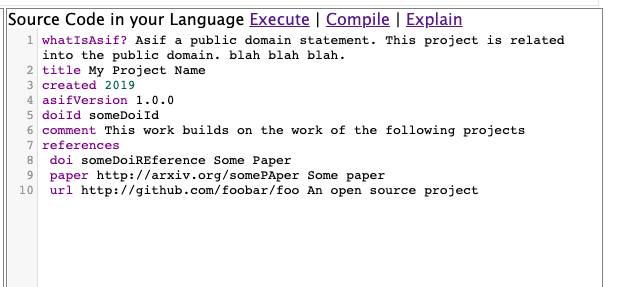 Source Code in your Language Execute | Compile | Explain
1 whatIsAsif? Asif a public domain statement. This project is related
into the public domain. blah blah blah.
2 title My Project Name
3 created 2019
4 asifVersion 1.0.0
5 doiId someDoiId
6 comment This work builds on the work of the following projects
7 references
8 doi someDoiREference Some Paper
9 paper http://arxiv.org/somePAper Some paper
10 url http://github.com/foobar/foo An open source project